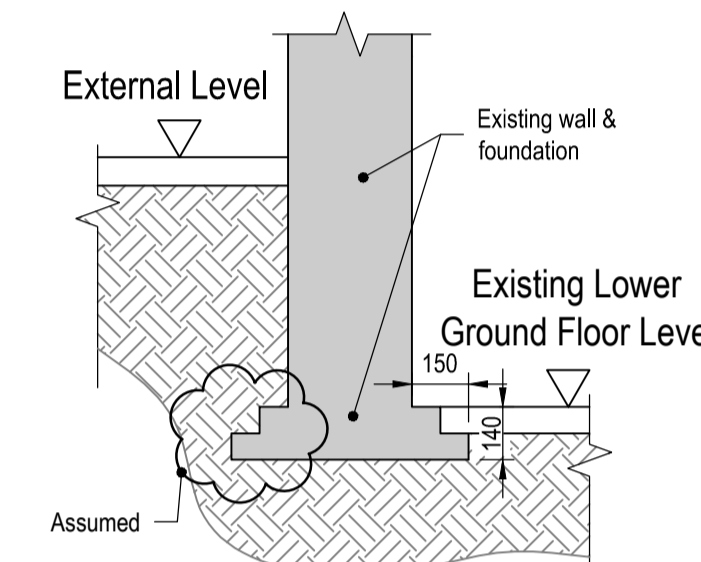 External Level
Existing wall &
foundation
Existing Lower
Ground Floor Leve
150
140
Assumed